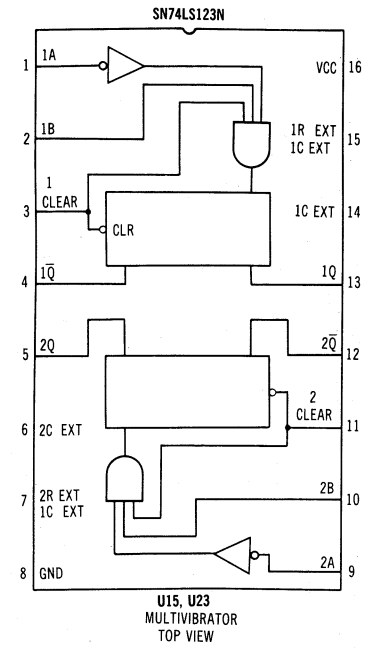 SN74LS123N
1 1A
VCC 16
2 1B
1R EXT
1C EXT
15
1
CLEAR
3
CLR
1C EXT 14
4 1Q̅
1Q 13
5 2Q
2Q̅ 12
6 2C EXT
2
CLEAR
11
7 2R EXT
1C EXT
2B 10
8 GND
2A 9
U15, U23
MULTIVIBRATOR
TOP VIEW